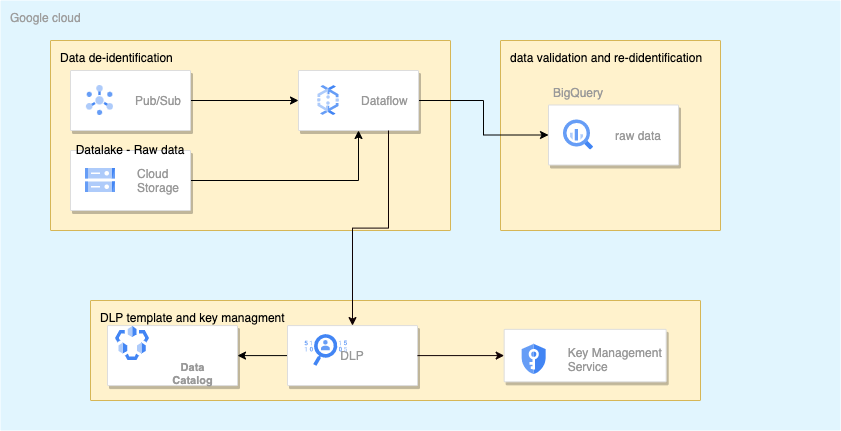 Google cloud
Data de-identification
data validation and re-didentification
Pub/Sub
Dataflow
BigQuery
raw data
Datalake - Raw data
Cloud
Storage
DLP template and key managment
Data
Catalog
DLP
Key Management
Service